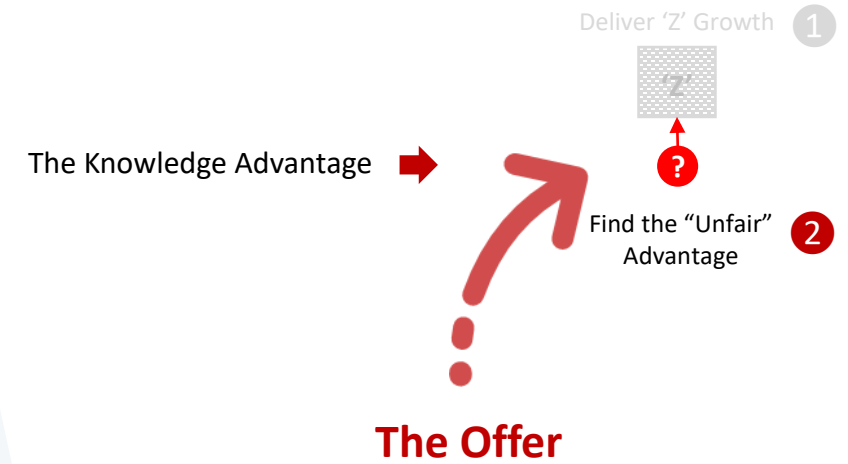 Deliver ‘Z’ Growth 1
‘Z’
The Knowledge Advantage
?
Find the “Unfair”
Advantage
2
The Offer